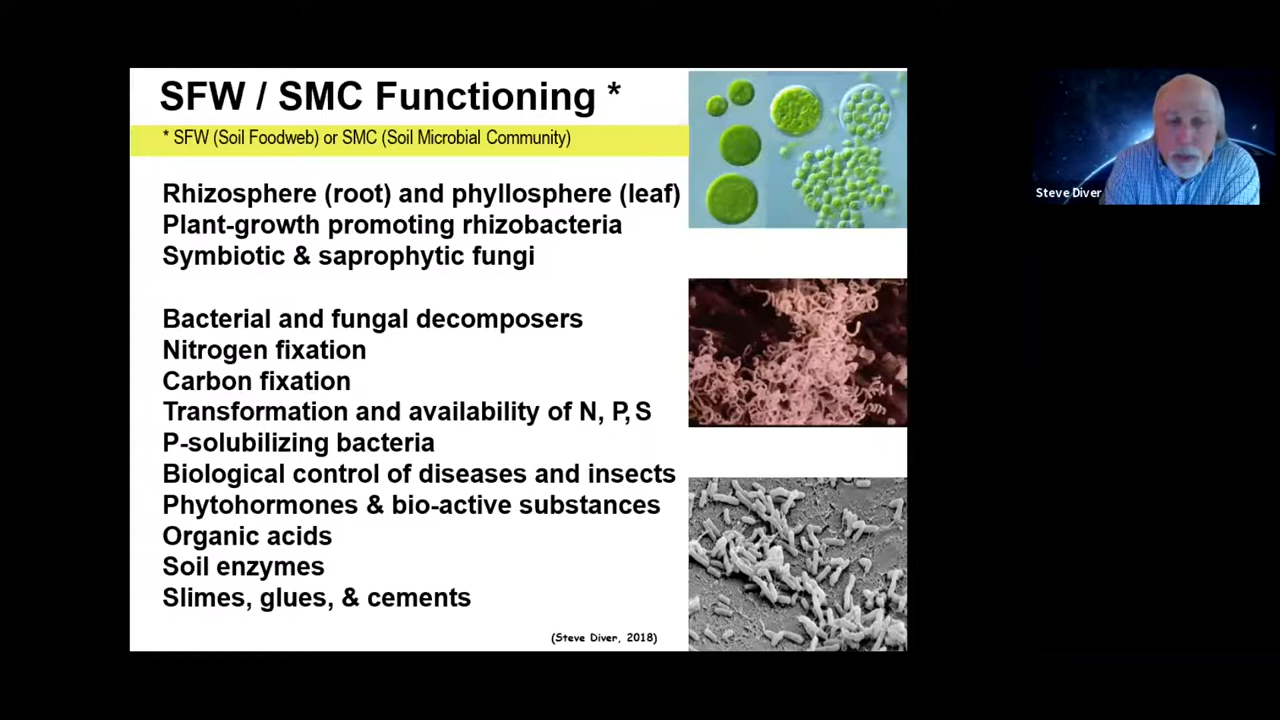 SFW / SMC Functioning *
* SFW (Soil Foodweb) or SMC (Soil Microbial Community)
Rhizosphere (root) and phyllosphere (leaf)
Plant-growth promoting rhizobacteria
Symbiotic & saprophytic fungi
Bacterial and fungal decomposers
Nitrogen fixation
Carbon fixation
Transformation and availability of N, P, S
P-solubilizing bacteria
Biological control of diseases and insects
Phytohormones & bio-active substances
Organic acids
Soil enzymes
Slimes, glues, & cements
(Steve Diver, 2018)
Steve Diver